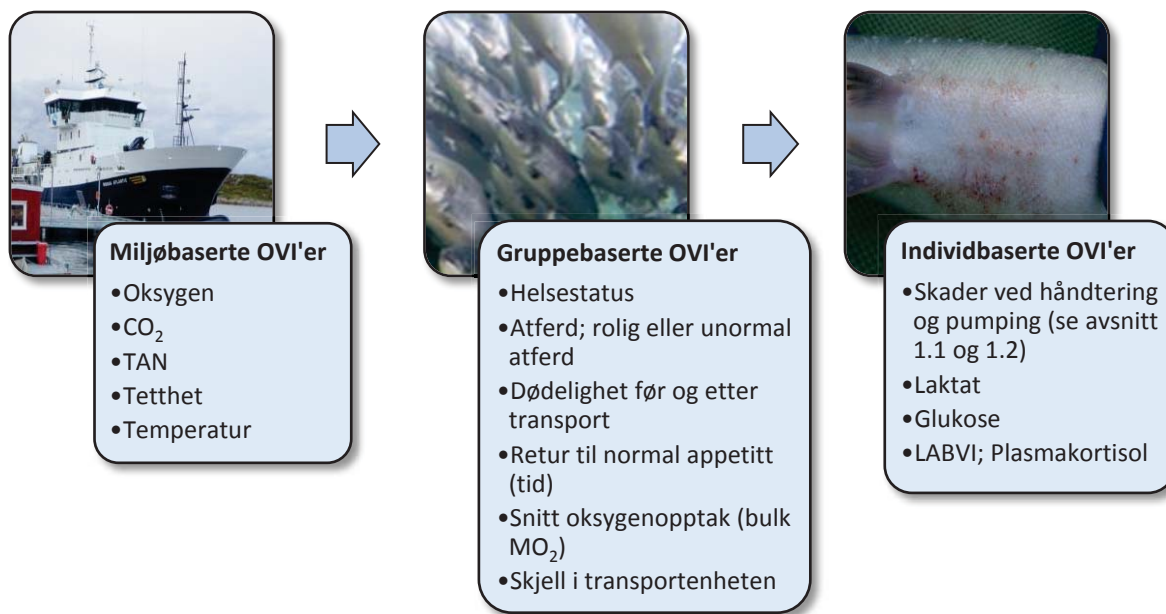 Miljøbaserte OVI'er
•Oksygen
•CO₂
•TAN
•Tetthet
•Temperatur
Gruppebaserte OVI'er
•Helsestatus
•Atferd; rolig eller unormal
atferd
•Dødelighet før og etter
transport
•Retur til normal appetitt
(tid)
•Snitt oksygenopptak (bulk
MO₂)
•Skjell i transportenheten
Individbaserte OVI'er
•Skader ved håndtering
og pumping (se avsnitt
1.1 og 1.2)
•Laktat
•Glukose
•LABVI; Plasmakortisol